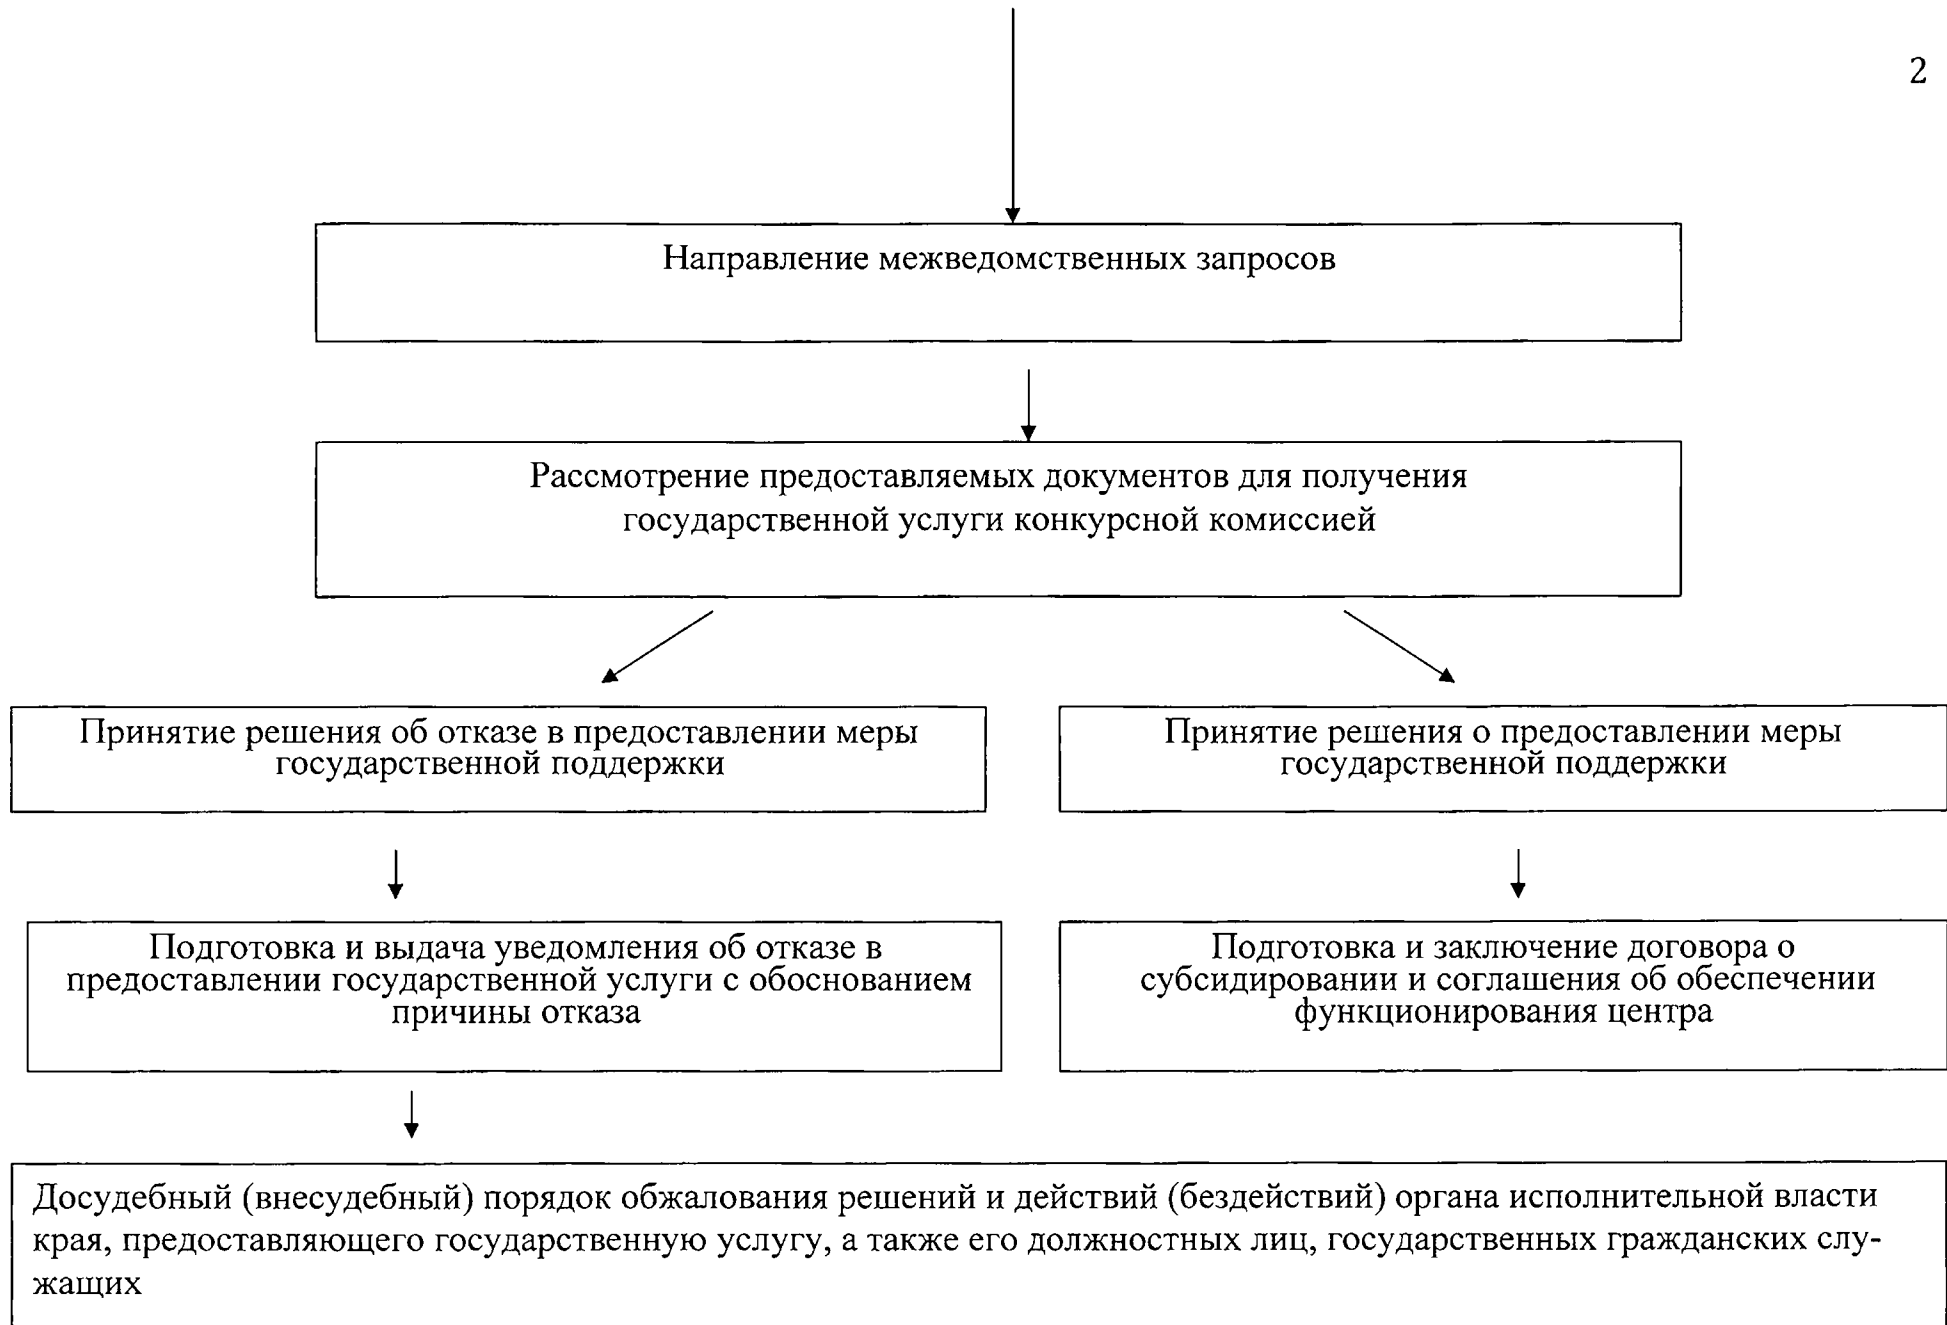 2
Направление межведомственных запросов
Рассмотрение предоставляемых документов для получения
государственной услуги конкурсной комиссией
Принятие решения об отказе в предоставлении меры
государственной поддержки
Принятие решения о предоставлении меры
государственной поддержки
Подготовка и выдача уведомления об отказе в
предоставлении государственной услуги с обоснованием
причины отказа
Подготовка и заключение договора о
субсидировании и соглашения об обеспечении
функционирования центра
Досудебный (внесудебный) порядок обжалования решений и действий (бездействий) органа исполнительной власти
края, предоставляющего государственную услугу, а также его должностных лиц, государственных гражданских слу-
жащих